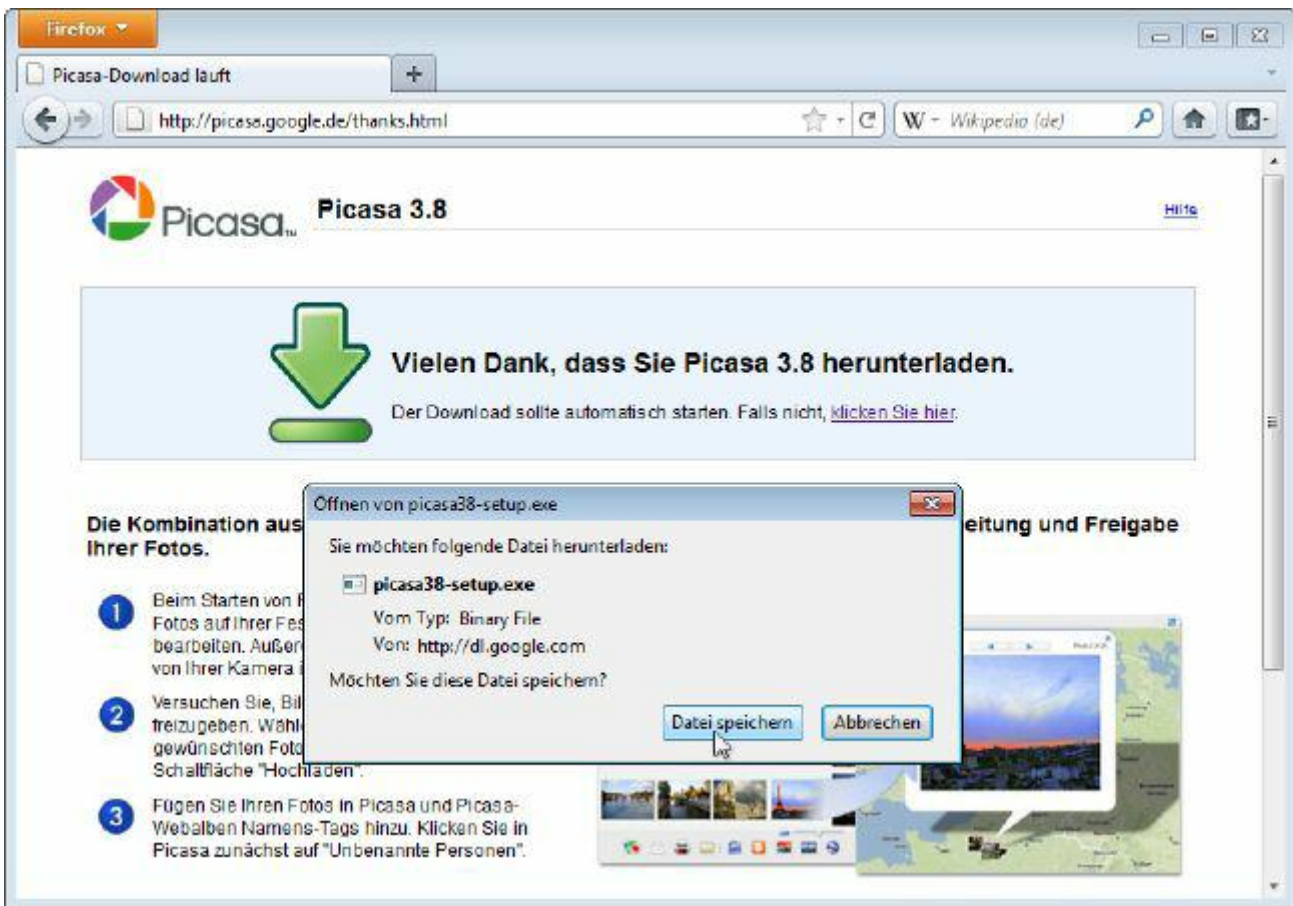 Firefox
Picasa-Download läuft
http://picasa.google.de/thanks.html
W - Wikipedia (de)
Picasa™
Picasa 3.8
Hilfe
Vielen Dank, dass Sie Picasa 3.8 herunterladen.
Der Download sollte automatisch starten. Falls nicht, klicken Sie hier.
Die Kombination aus
eitung und Freigabe
Ihrer Fotos.
Öffnen von picasa38-setup.exe
Sie möchten folgende Datei herunterladen:
picasa38-setup.exe
Vom Typ: Binary File
Von: http://dl.google.com
Möchten Sie diese Datei speichern?
Datei speichern
Abbrechen
1
Beim Starten von
Fotos auf Ihrer Fes
bearbeiten. Außer
von Ihrer Kamera
2
Versuchen Sie, Bil
freizugeben. Wähl
gewünschten Foto
Schaltfläche "Hochladen".
3
Fügen Sie Ihren Fotos in Picasa und Picasa-
Webalben Namens-Tags hinzu. Klicken Sie in
Picasa zunächst auf "Unbenannte Personen".